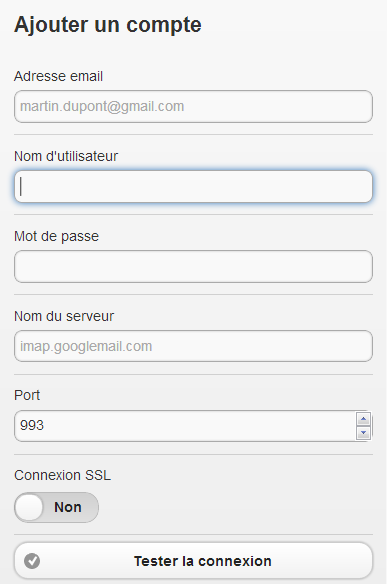 Ajouter un compte
Adresse email
martin.dupont@gmail.com
Nom d'utilisateur
Mot de passe
Nom du serveur
imap.googlemail.com
Port
993
Connexion SSL
Non
Tester la connexion